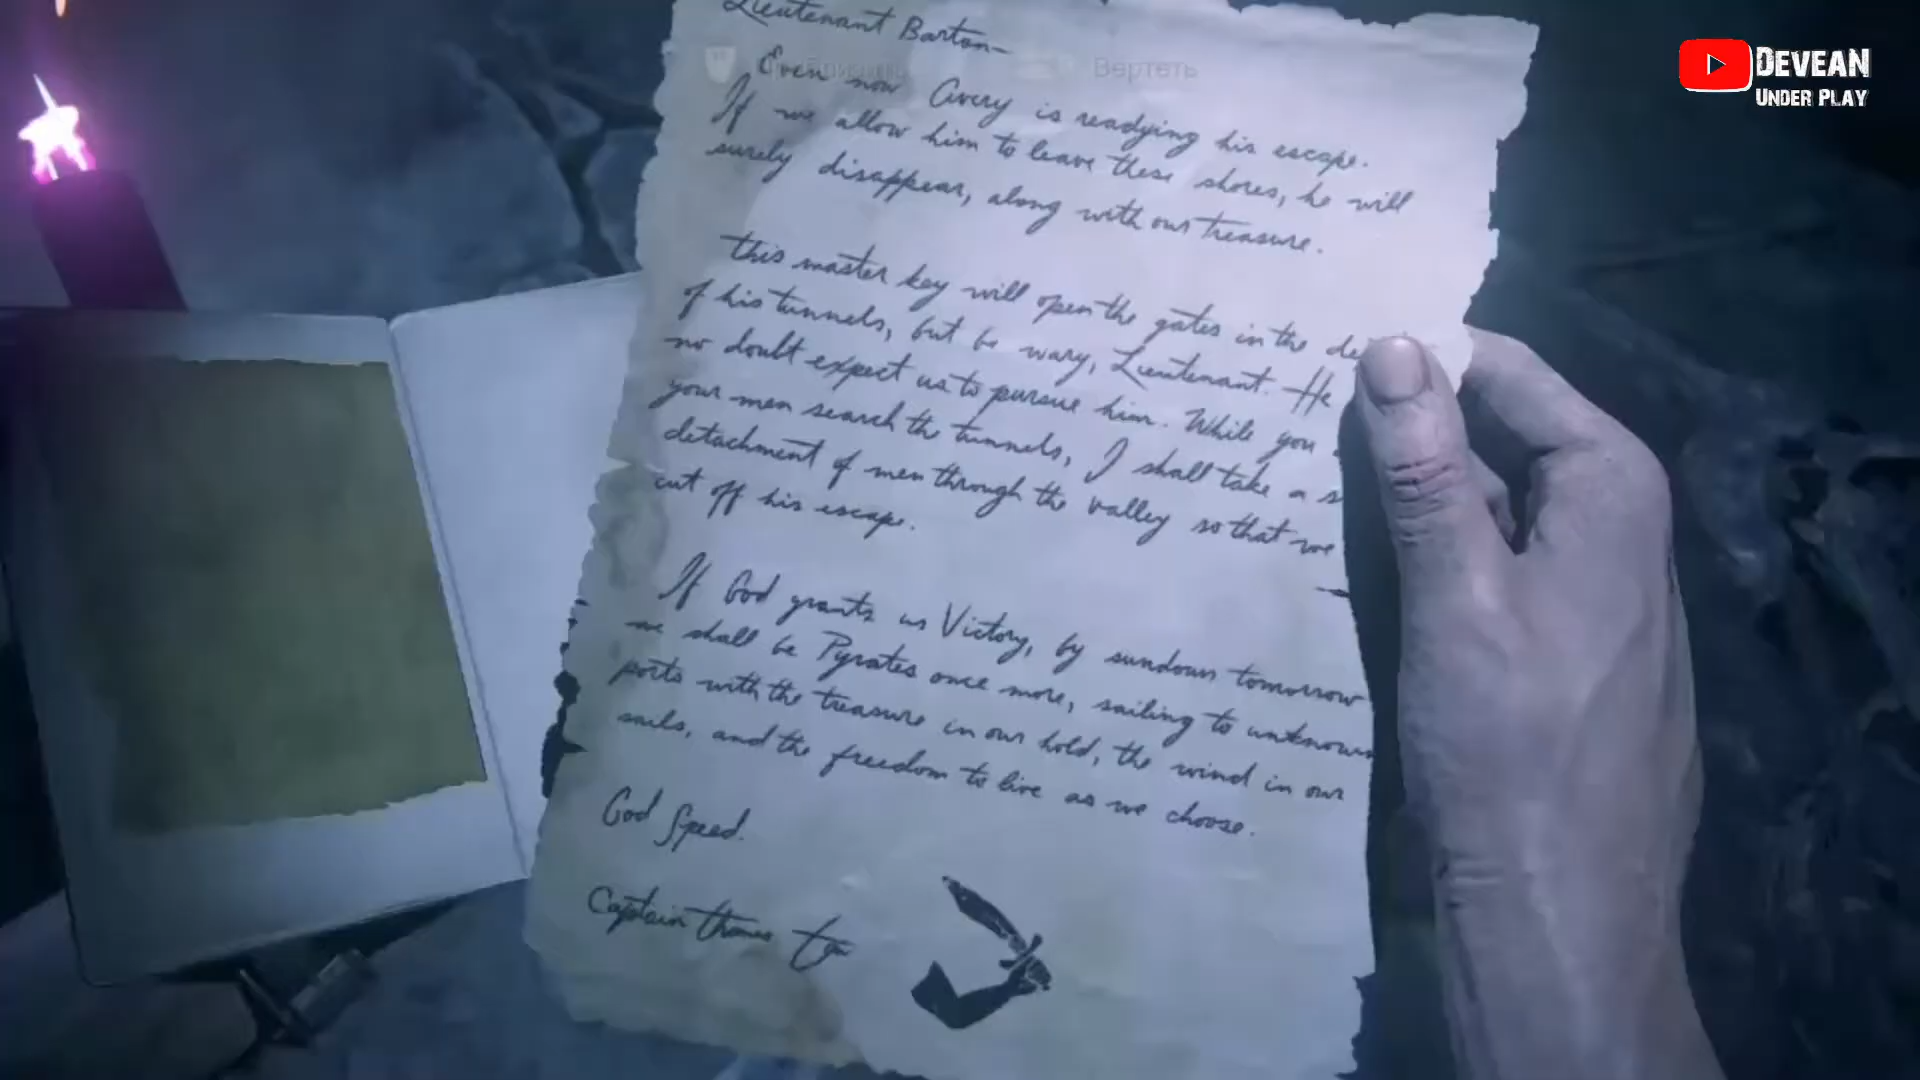 Lieutenant Barton-
Even now Avery is readying his escape.
If we allow him to leave these shores, he will
surely disappear, along with our treasure.
this master key will open the gates in the de
of his tunnels, but be wary, Lieutenant. He
no doubt expect us to pursue him. While you
your men search the tunnels, I shall take a s
detachment of men through the valley so that we
cut off his escape.
If God grants us Victory, by sundown tomorrow
we shall be Pyrates once more, sailing to unknown
ports with the treasure in our hold, the wind in our
sails, and the freedom to live as we choose.
God Speed.
Captain Thomas
Вертеть
DEVEAN
UNDER PLAY